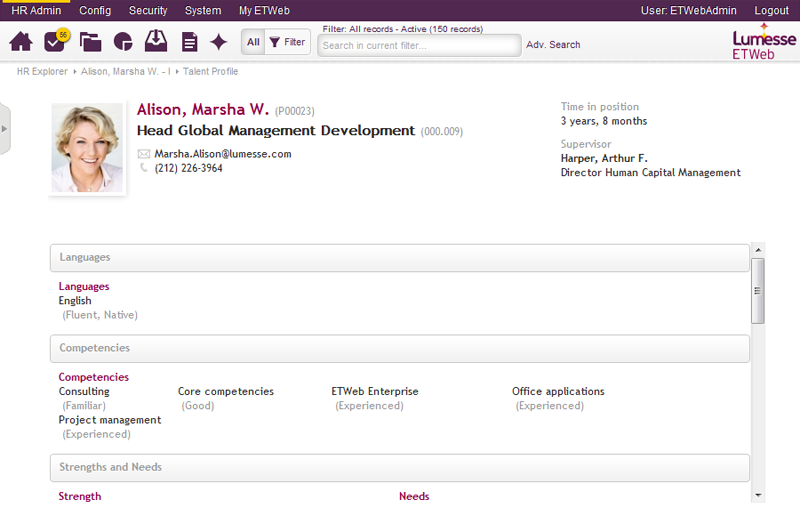 HR Admin Config Security System My ETWeb User: ETWebAdmin Logout
56 All Filter Filter: All records - Active (150 records)
Search in current filter... Adv. Search
Lumesse
ETWeb
HR Explorer Alison, Marsha W. - I Talent Profile
Alison, Marsha W. (P00023)
Head Global Management Development (000.009)
Marsha.Alison@lumesse.com
(212) 226-3964
Time in position
3 years, 8 months
Supervisor
Harper, Arthur F.
Director Human Capital Management
Languages
Languages
English
(Fluent, Native)
Competencies
Competencies
Consulting Core competencies ETWeb Enterprise Office applications
(Familiar) (Good) (Experienced) (Experienced)
Project management
(Experienced)
Strengths and Needs
Strength Needs